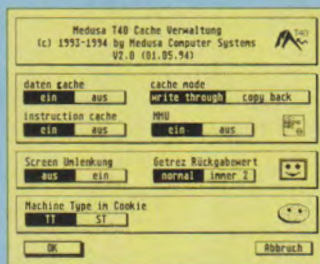 Medusa T40 Cache Verwaltung
(c) 1993-1994 by Medusa Computer Systems
V2.0 (01.05.94)
T40
daten cache
cache mode
ein aus
write through copy back
instruction cache
MMU
ein aus
ein aus
Screen Umlenkung
Getrez Rückgabewert
aus ein
normal immer 2
Machine Type in Cookie
TT ST
OK
Abbruch